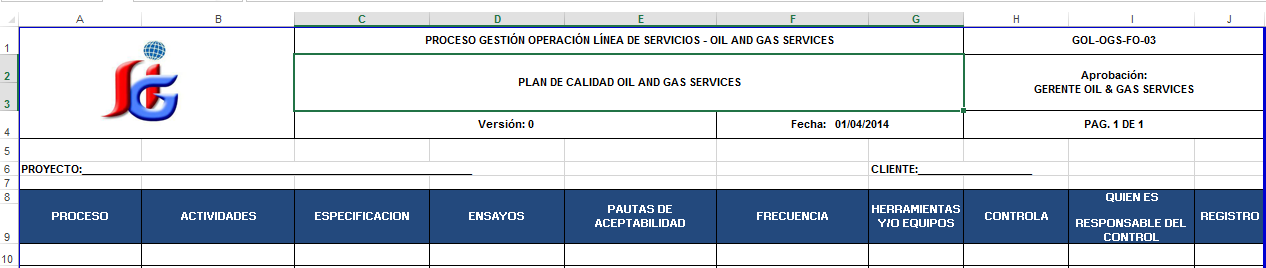 A B C D E F G H I J
1 PROCESO GESTIÓN OPERACIÓN LÍNEA DE SERVICIOS - OIL AND GAS SERVICES GOL-OGS-FO-03
2 PLAN DE CALIDAD OIL AND GAS SERVICES Aprobación:
3 GERENTE OIL & GAS SERVICES
4 Versión: 0 Fecha: 01/04/2014 PAG. 1 DE 1
5
6 PROYECTO: CLIENTE:
7
8
9
PROCESO
ACTIVIDADES
ESPECIFICACION
ENSAYOS
PAUTAS DE
ACEPTABILIDAD
FRECUENCIA
HERRAMIENTAS
Y/O EQUIPOS
CONTROLA
QUIEN ES
RESPONSABLE DEL
CONTROL
REGISTRO
10